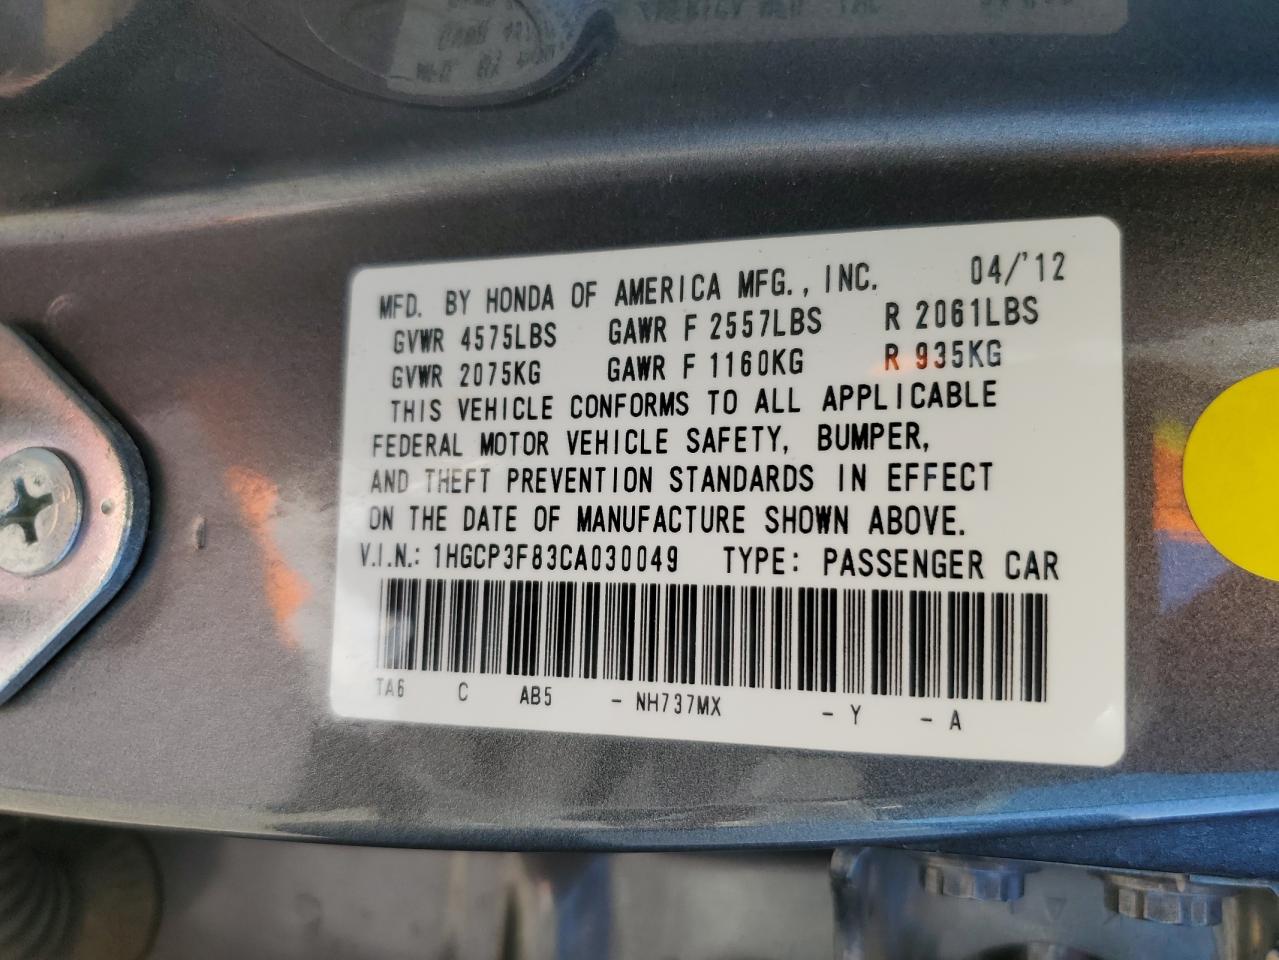 MFD. BY HONDA OF AMERICA MFG., INC. 04/'12
GVWR 4575LBS GAWR F 2557LBS R 2061LBS
GVWR 2075KG GAWR F 1160KG R 935KG
THIS VEHICLE CONFORMS TO ALL APPLICABLE
FEDERAL MOTOR VEHICLE SAFETY, BUMPER,
AND THEFT PREVENTION STANDARDS IN EFFECT
ON THE DATE OF MANUFACTURE SHOWN ABOVE.
V.I.N.: 1HGCP3F83CA030049 TYPE: PASSENGER CAR
TA6 C AB5 - NH737MX - Y - A